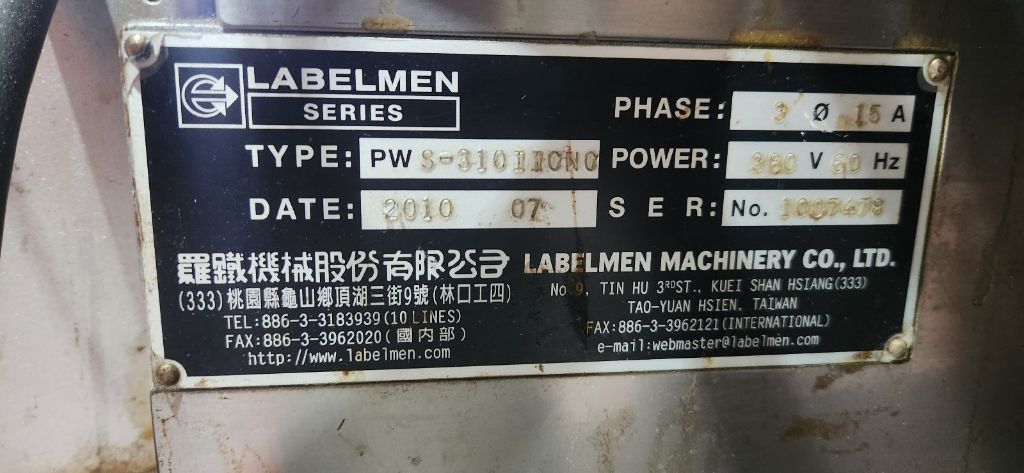 LABELMEN
SERIES
PHASE: 3 Ø 15 A
TYPE: PW
POWER: 380 V 60 Hz
DATE: 2010 07
SER: No. 1007478
羅鐵機械股份有限公司
LABELMEN MACHINERY CO., LTD.
(333)桃園縣龜山鄉頂湖三街9號(林口工四)
No.9, TIN HU 3RDST., KUEI SHAN HSIANG(333)
TAO-YUAN HSIEN, TAIWAN
TEL:886-3-3183939(10 LINES)
FAX:886-3-3962020(國內部)
FAX:886-3-3962121(INTERNATIONAL)
http://www.labelmen.com
e-mail:webmaster@labelmen.com